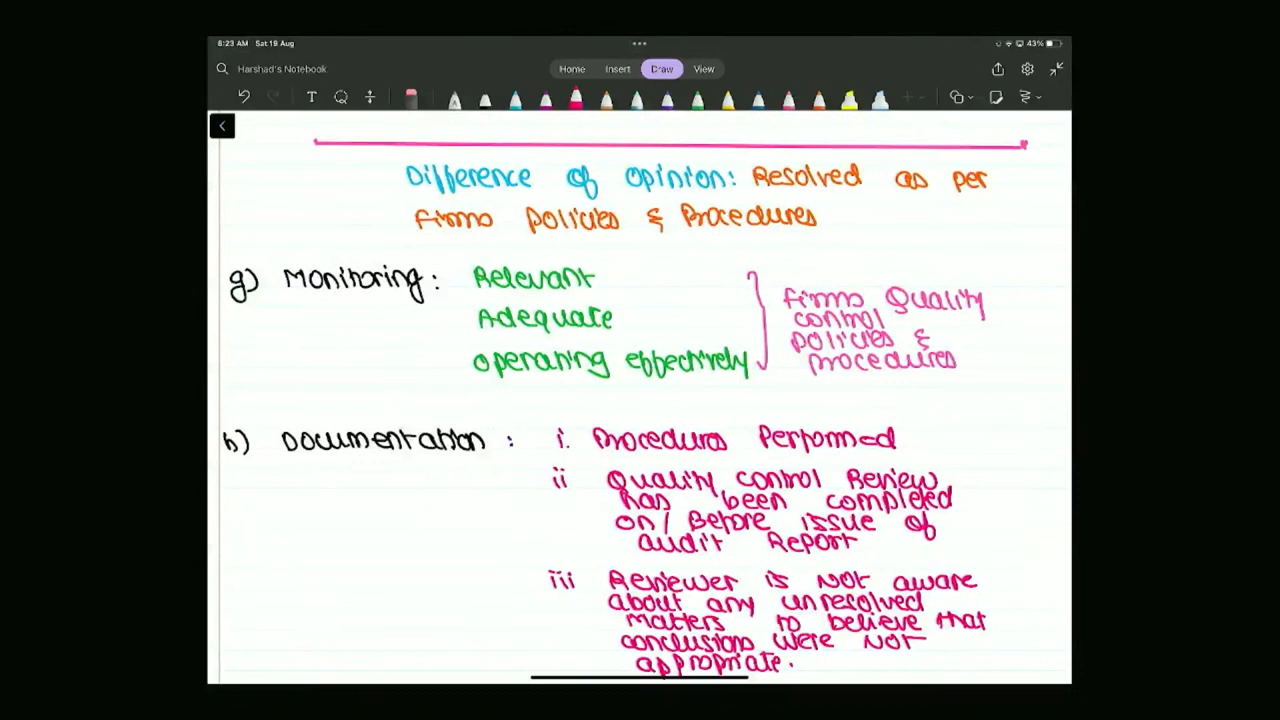 8:23 AM Sat 19 Aug
43%
Harshad's Notebook
Home Insert Draw View
Difference of opinion: Resolved as per
firms policies & Procedures
g) Monitoring: Relevant
Adequate
operating effectively
firms Quality
control
policies &
procedures
h) Documentation : i. Procedures Performed
ii Quality control Review
has been completed
on / Before issue of
audit Report
iii Reviewer is NOT aware
about any unresolved
matters to believe that
conclusions were NOT
appropriate.